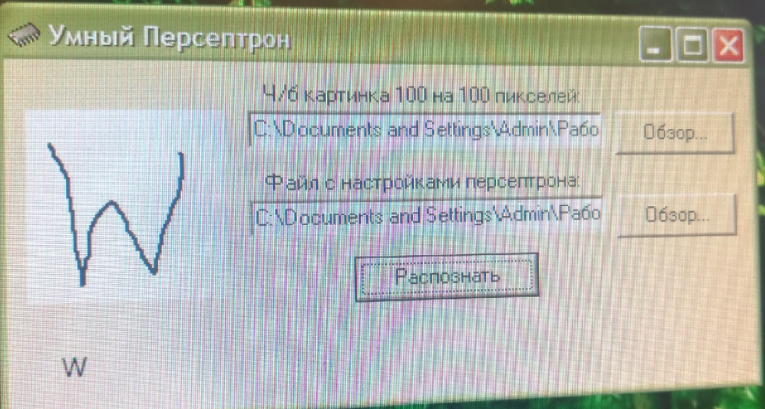 Умный Персептрон
Ч/б картинка 100 на 100 пикселей:
C:\Documents and Settings\Admin\Рабо
Обзор...
Файл с настройками персептрона:
C:\Documents and Settings\Admin\Рабо
Обзор...
Распознать
W
W